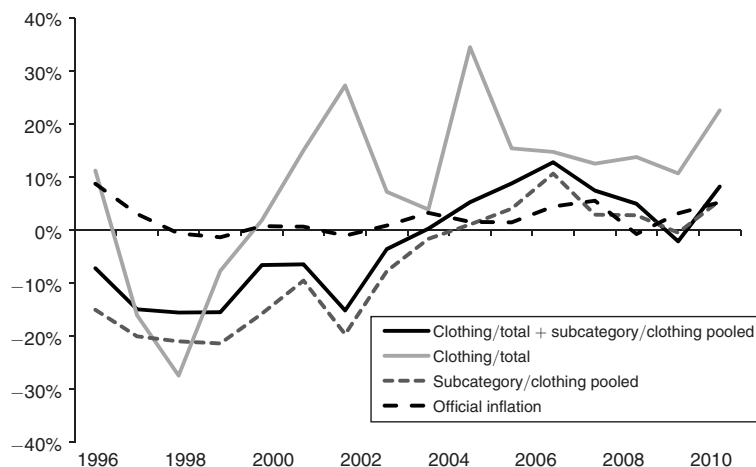 40%
30%
20%
10%
0%
−10%
−20%
−30%
−40%
Clothing/total + subcategory/clothing pooled
Clothing/total
Subcategory/clothing pooled
Official inflation
1996 1998 2000 2002 2004 2006 2008 2010